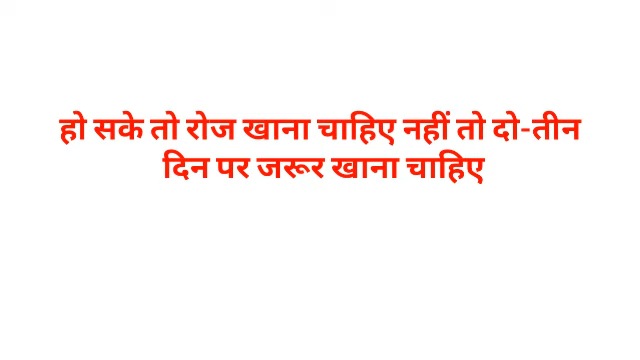 हो सके तो रोज खाना चाहिए नहीं तो दो-तीन
दिन पर जरूर खाना चाहिए